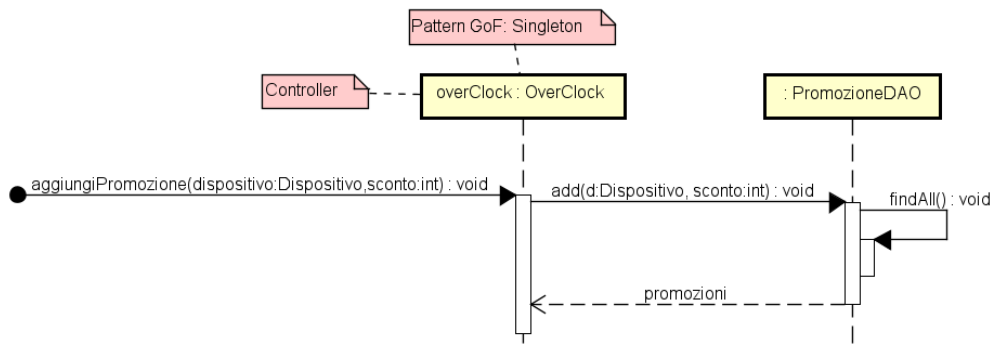 Pattern GoF: Singleton
Controller
overClock : OverClock
: PromozioneDAO
aggiungiPromozione(dispositivo:Dispositivo,sconto:int) : void
add(d:Dispositivo, sconto:int) : void
findAll() : void
promozioni